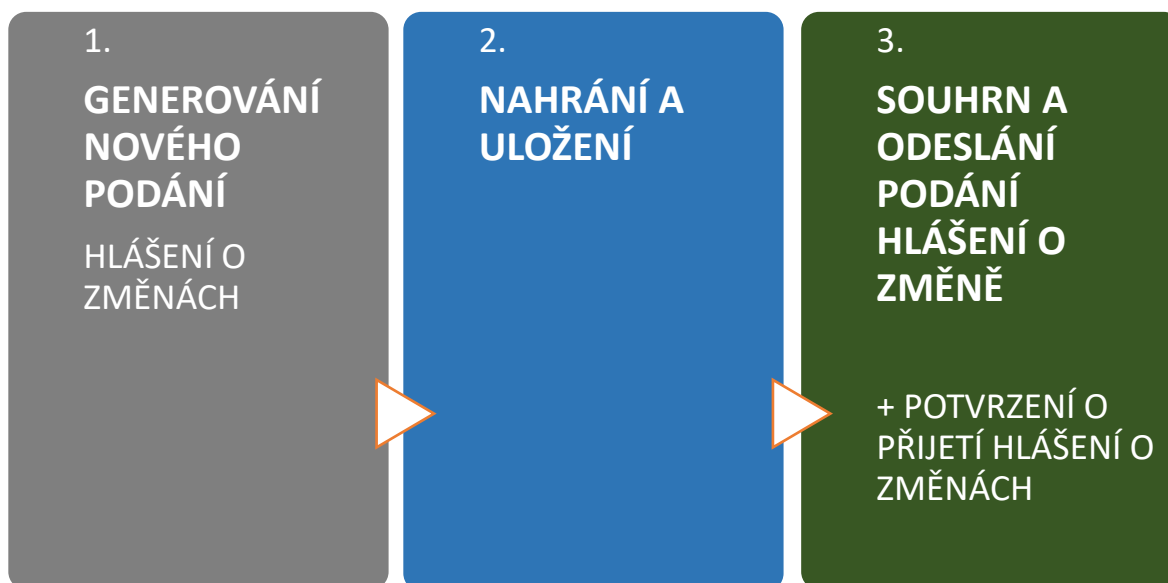 1.
GENEROVÁNÍ
NOVÉHO
PODÁNÍ
HLÁŠENÍ O
ZMĚNÁCH
2.
NAHRÁNÍ A
ULOŽENÍ
3.
SOUHRN A
ODESLÁNÍ
PODÁNÍ
HLÁŠENÍ O
ZMĚNĚ
+ POTVRZENÍ O
PŘIJETÍ HLÁŠENÍ O
ZMĚNÁCH